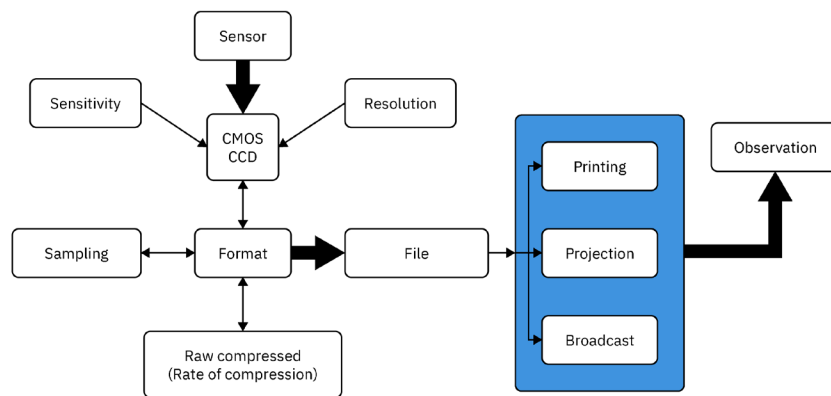 Sensor
Sensitivity
Resolution
CMOS
CCD
Printing
Observation
Sampling
Format
File
Projection
Raw compressed
(Rate of compression)
Broadcast